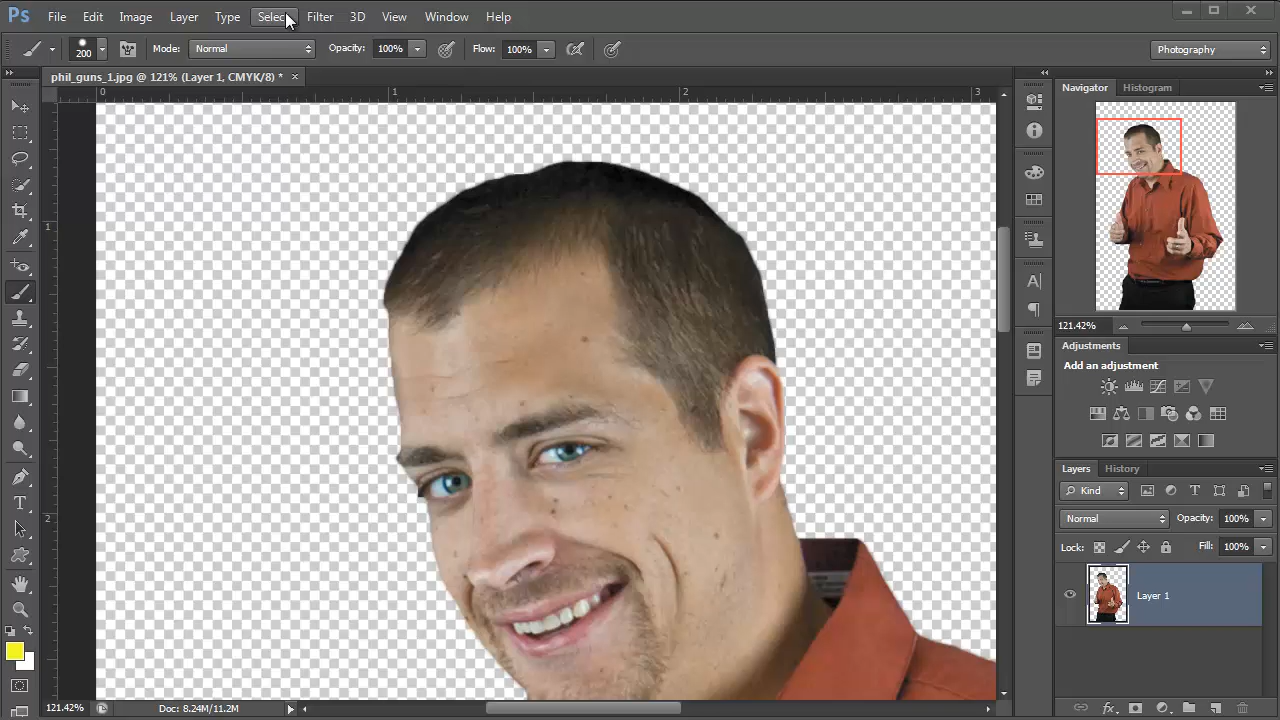 Ps File Edit Image Layer Type Select Filter 3D View Window Help
200 Mode: Normal Opacity: 100% Flow: 100% Photography
phil_guns_1.jpg @ 121% (Layer 1, CMYK/8) * ×
0 1 2 3
1
2
Navigator Histogram
121.42%
Adjustments
Add an adjustment
Layers History
Kind
Normal Opacity: 100%
Lock: Fill: 100%
Layer 1
121.42% Doc: 8.24M/11.2M